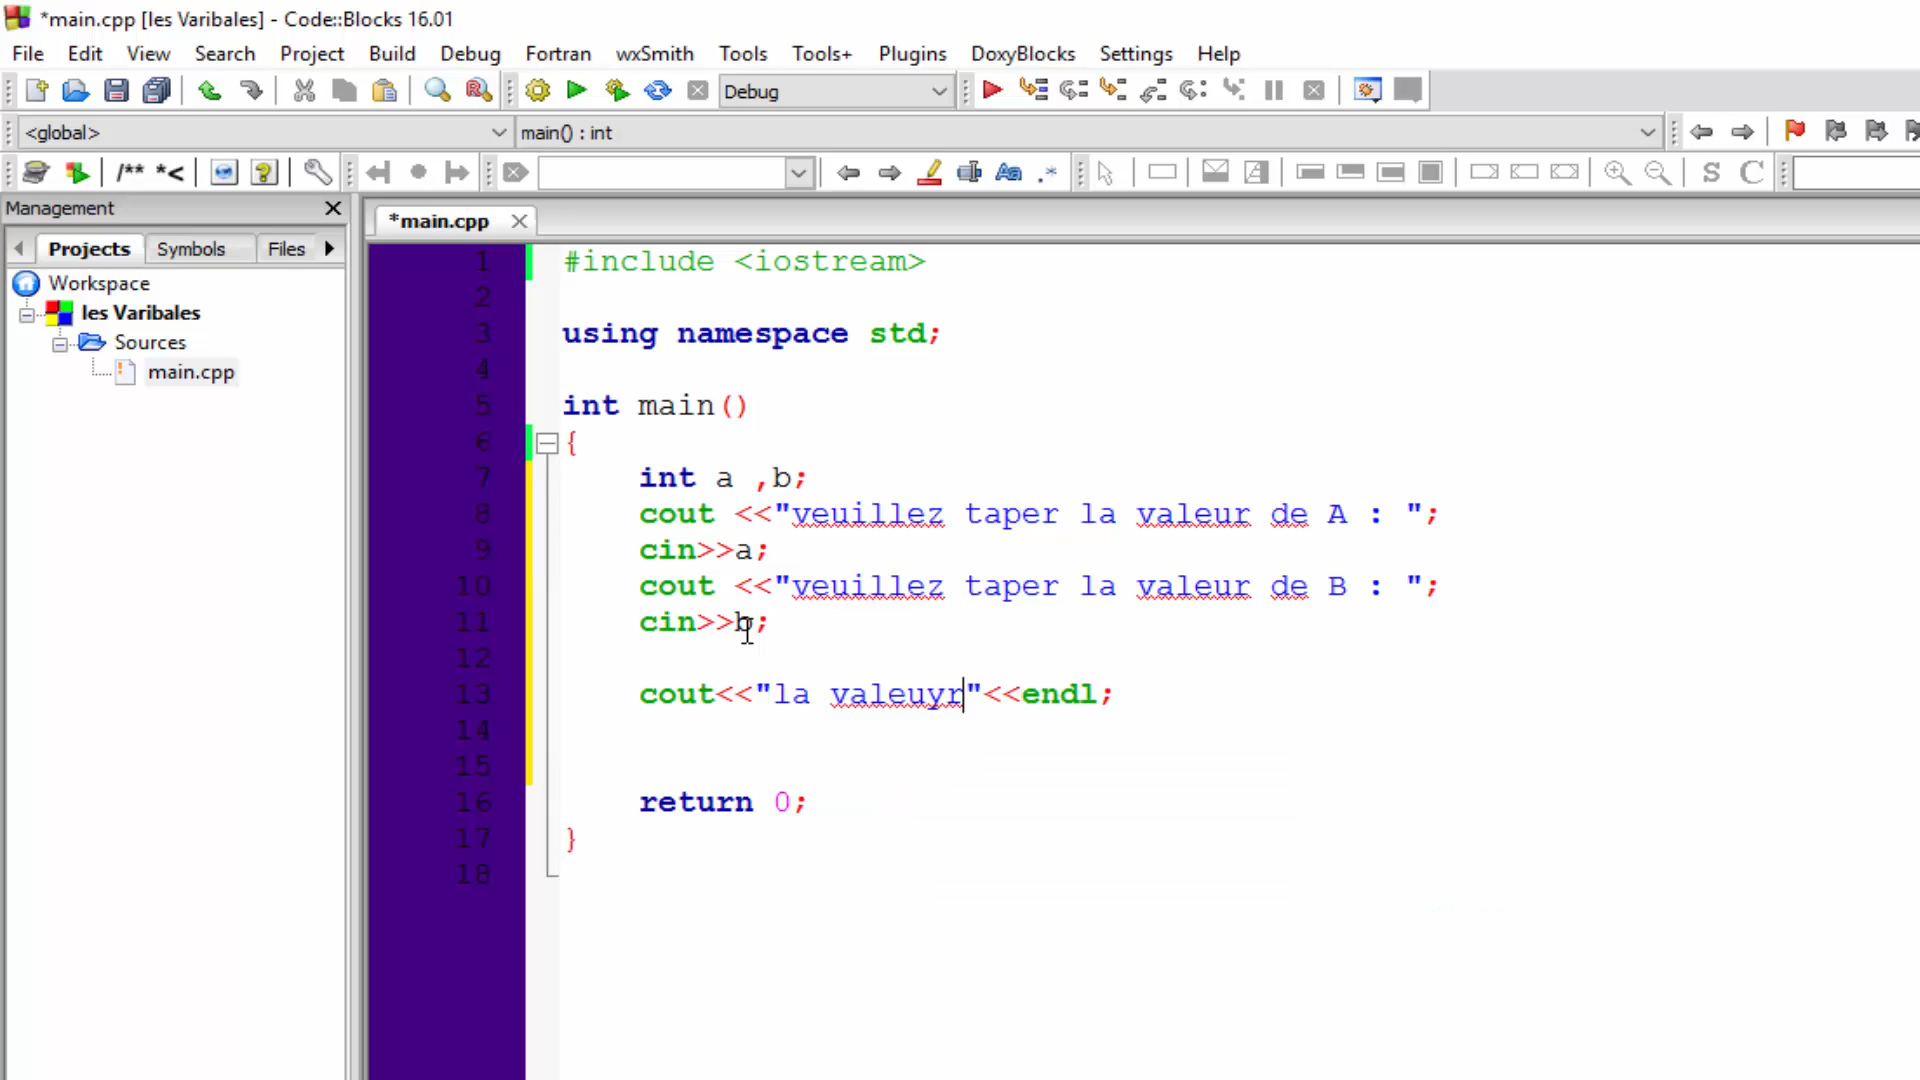 *main.cpp [les Varibales] - Code::Blocks 16.01
File Edit View Search Project Build Debug Fortran wxSmith Tools Tools+ Plugins DoxyBlocks Settings Help
Debug
<global> main() : int
/** *< Aa .* S C
Management
*main.cpp
Projects Symbols Files
Workspace
les Varibales
Sources
main.cpp
1 #include <iostream>
2
3 using namespace std;
4
5 int main()
6 {
7 int a ,b;
8 cout <<"veuillez taper la valeur de A : ";
9 cin>>a;
10 cout <<"veuillez taper la valeur de B : ";
11 cin>>b;
12
13 cout<<"la valeuyr"<<endl;
14
15
16 return 0;
17 }
18